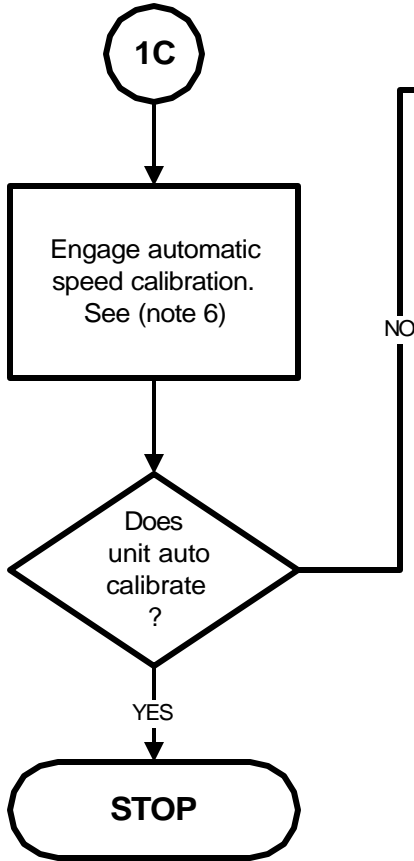 1C
Engage automatic
speed calibration.
See (note 6)
NO
Does
unit auto
calibrate
?
YES
STOP